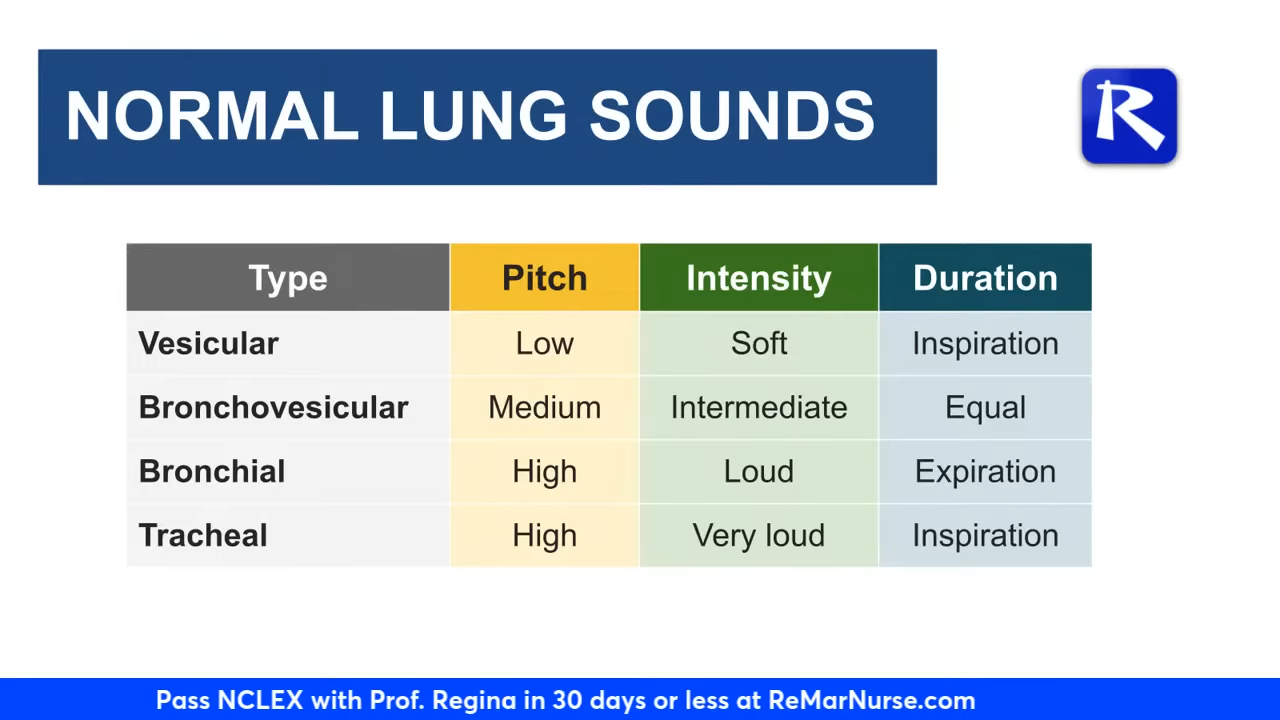 NORMAL LUNG SOUNDS
R
Type Pitch Intensity Duration
Vesicular Low Soft Inspiration
Bronchovesicular Medium Intermediate Equal
Bronchial High Loud Expiration
Tracheal High Very loud Inspiration
Pass NCLEX with Prof. Regina in 30 days or less at ReMarNurse.com